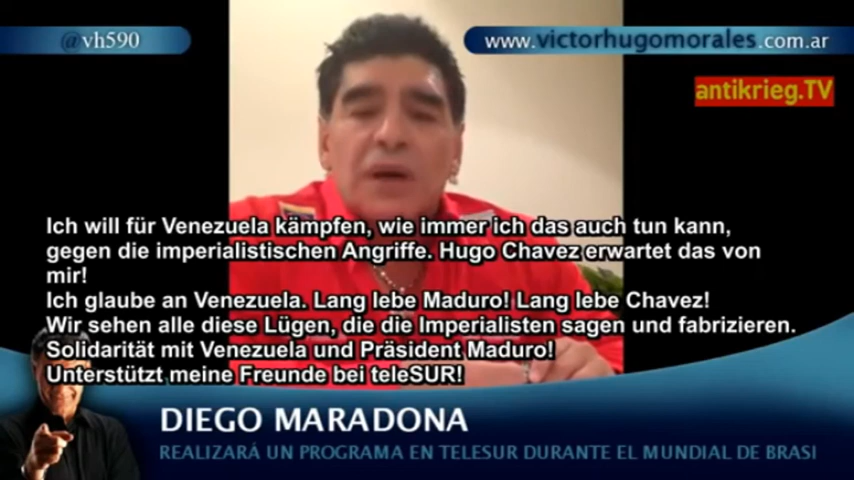 @vh590
www.victorhugomorales.com.ar
antikrieg.TV
Ich will für Venezuela kämpfen, wie immer ich das auch tun kann,
gegen die imperialistischen Angriffe. Hugo Chavez erwartet das von
mir!
Ich glaube an Venezuela. Lang lebe Maduro! Lang lebe Chavez!
Wir sehen alle diese Lügen, die die Imperialisten sagen und fabrizieren.
Solidarität mit Venezuela und Präsident Maduro!
Unterstützt meine Freunde bei teleSUR!
DIEGO MARADONA
REALIZARÁ UN PROGRAMA EN TELESUR DURANTE EL MUNDIAL DE BRASI